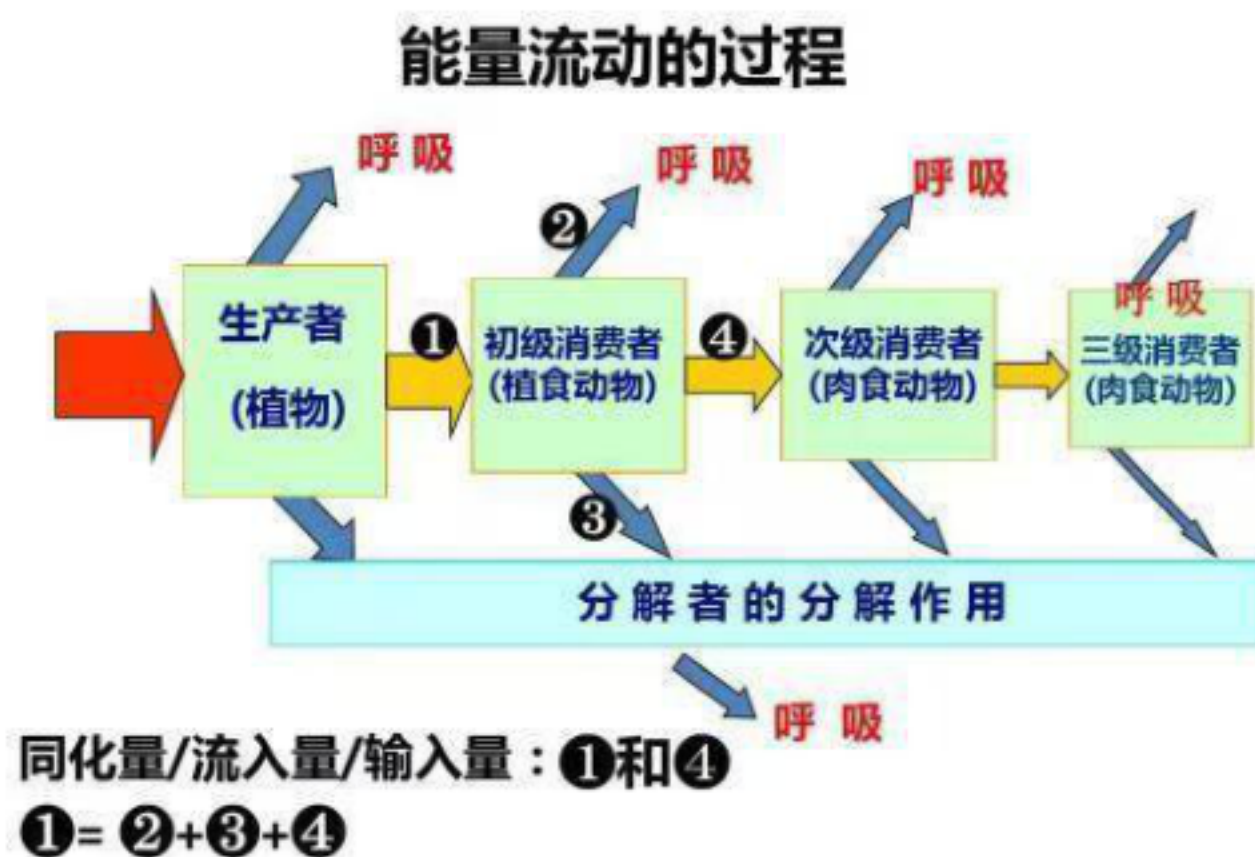 能量流动的过程
呼吸
呼吸
呼吸
呼吸
❷
生产者
(植物)
❶
初级消费者
(植食动物)
❹
次级消费者
(肉食动物)
三级消费者
(肉食动物)
❸
分解者的分解作用
呼吸
同化量/流入量/输入量：❶和❹
❶= ❷+❸+❹